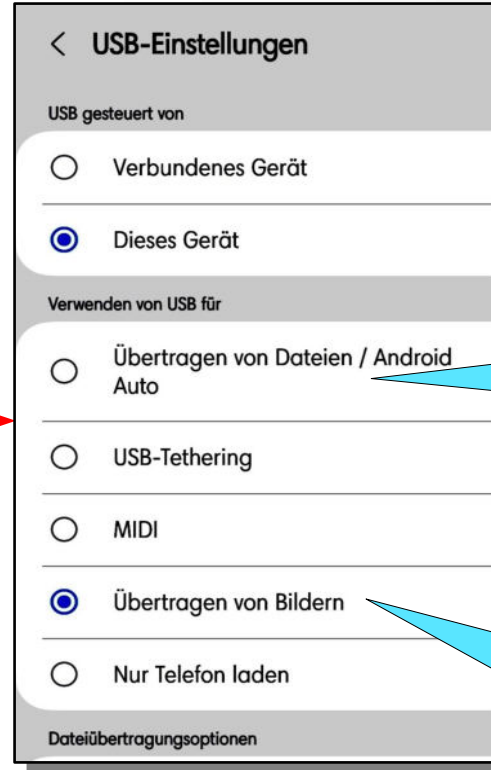 USB-Einstellungen
USB gesteuert von
Verbundenes Gerät
Dieses Gerät
Verwenden von USB für
Übertragen von Dateien / Android
Auto
USB-Tethering
MIDI
Übertragen von Bildern
Nur Telefon laden
Dateiübertragungsoptionen